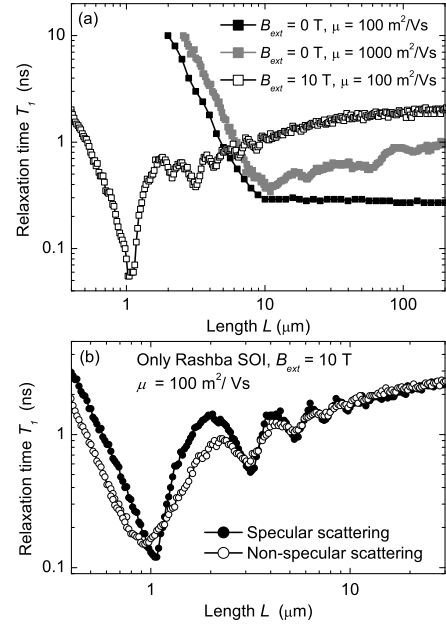 (a)
B_ext = 0 T, μ = 100 m²/Vs
B_ext = 0 T, μ = 1000 m²/Vs
B_ext = 10 T, μ = 100 m²/Vs
10
1
0.1
Relaxation time T₁ (ns)
1
10
100
Length L (μm)
(b)
Only Rashba SOI, B_ext = 10 T
μ = 100 m²/ Vs
1
0.1
Relaxation time T₁ (ns)
Specular scattering
Non-specular scattering
1
10
Length L (μm)